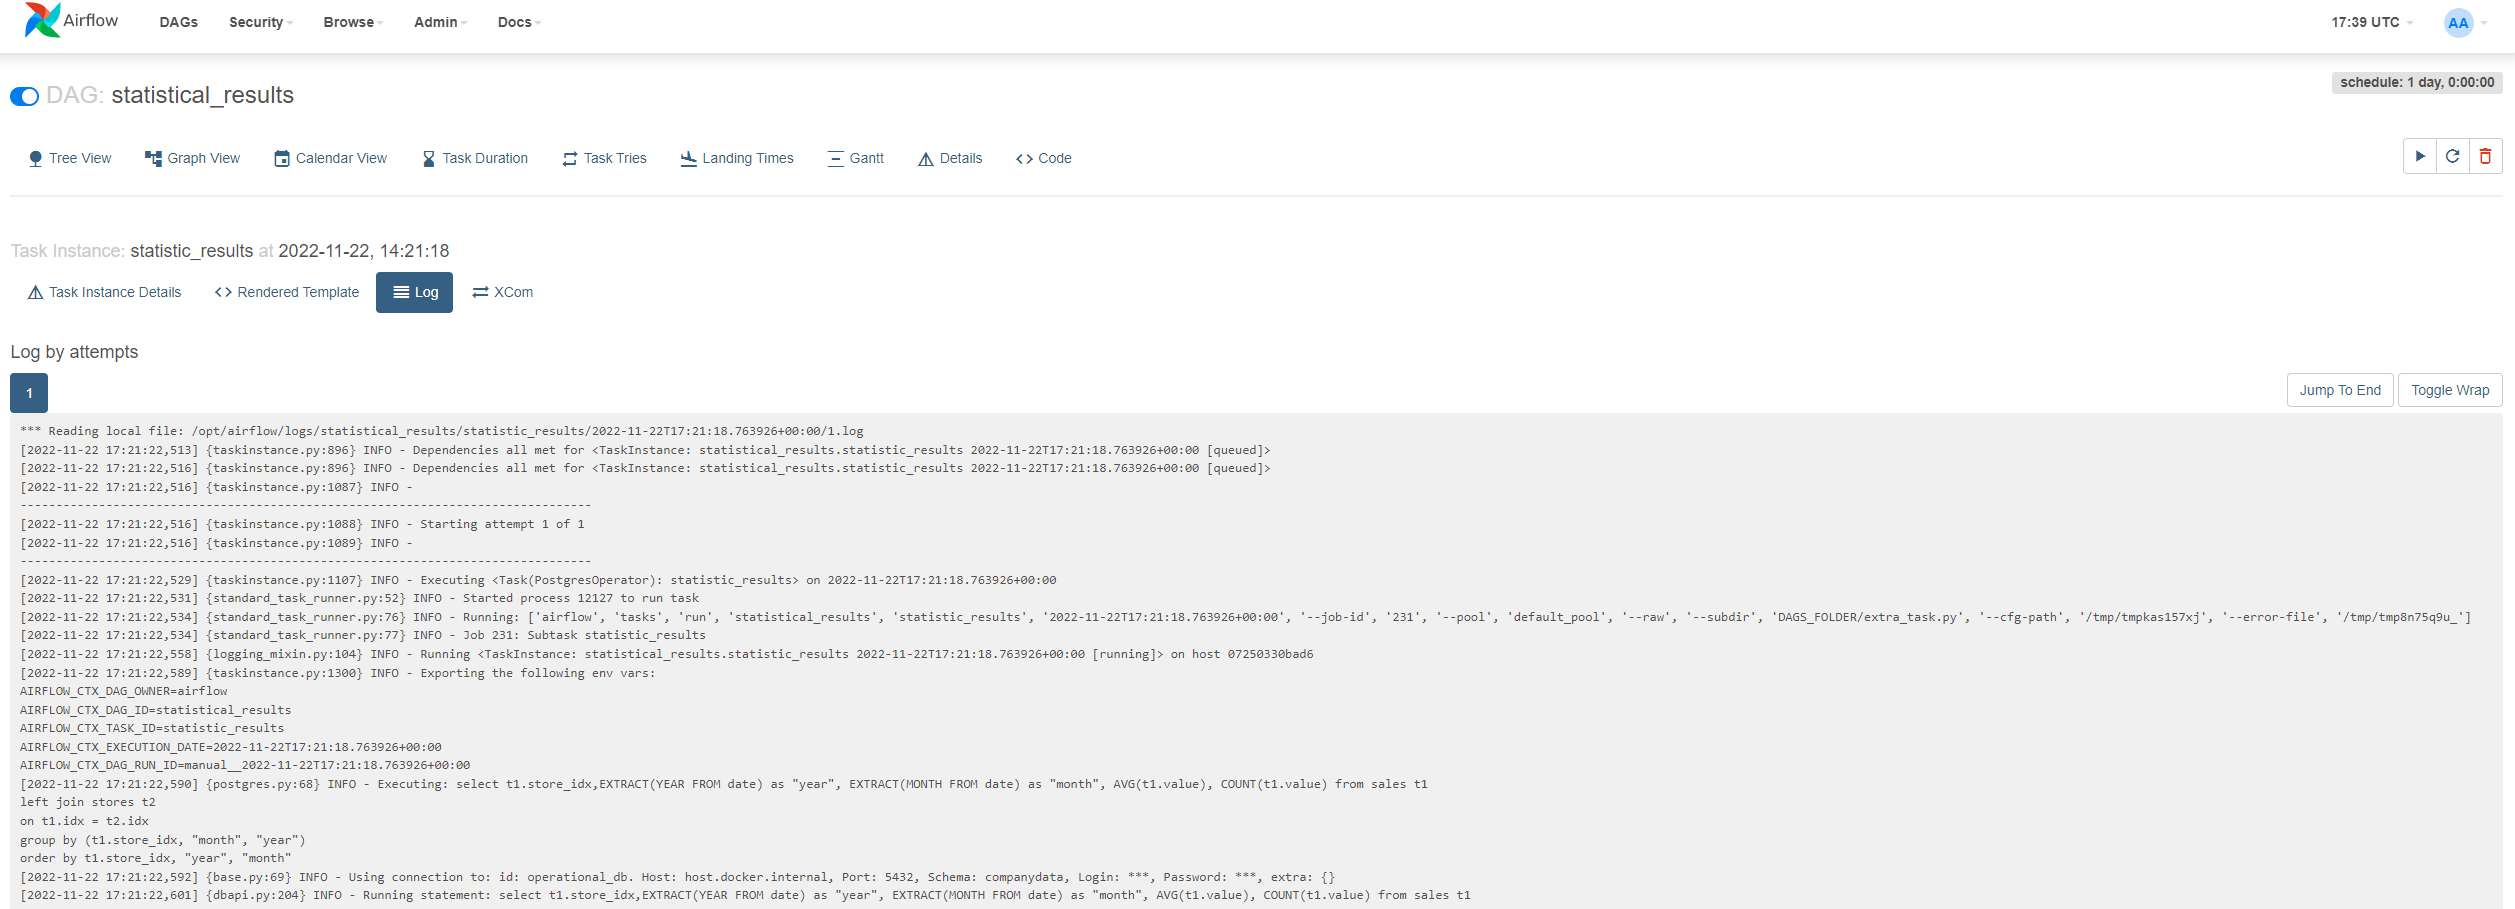 Airflow DAGs Security Browse Admin Docs 17:39 UTC AA
schedule: 1 day, 0:00:00
DAG: statistical_results
Tree View Graph View Calendar View Task Duration Task Tries Landing Times Gantt Details Code
Task Instance: statistic_results at 2022-11-22, 14:21:18
Task Instance Details Rendered Template Log XCom
Log by attempts
1 Jump To End Toggle Wrap
*** Reading local file: /opt/airflow/logs/statistical_results/statistic_results/2022-11-22T17:21:18.763926+00:00/1.log
[2022-11-22 17:21:22,513] {taskinstance.py:896} INFO - Dependencies all met for <TaskInstance: statistical_results.statistic_results 2022-11-22T17:21:18.763926+00:00 [queued]>
[2022-11-22 17:21:22,516] {taskinstance.py:896} INFO - Dependencies all met for <TaskInstance: statistical_results.statistic_results 2022-11-22T17:21:18.763926+00:00 [queued]>
[2022-11-22 17:21:22,516] {taskinstance.py:1087} INFO -
--------------------------------------------------------------------------------
[2022-11-22 17:21:22,516] {taskinstance.py:1088} INFO - Starting attempt 1 of 1
[2022-11-22 17:21:22,516] {taskinstance.py:1089} INFO -
--------------------------------------------------------------------------------
[2022-11-22 17:21:22,529] {taskinstance.py:1107} INFO - Executing <Task(PostgresOperator): statistic_results> on 2022-11-22T17:21:18.763926+00:00
[2022-11-22 17:21:22,531] {standard_task_runner.py:52} INFO - Started process 12127 to run task
[2022-11-22 17:21:22,534] {standard_task_runner.py:76} INFO - Running: ['airflow', 'tasks', 'run', 'statistical_results', 'statistic_results', '2022-11-22T17:21:18.763926+00:00', '--job-id', '231', '--pool', 'default_pool', '--raw', '--subdir', 'DAGS_FOLDER/extra_task.py', '--cfg-path', '/tmp/tmpkas157xj', '--error-file', '/tmp/tmp8n75q9u_']
[2022-11-22 17:21:22,534] {standard_task_runner.py:77} INFO - Job 231: Subtask statistic_results
[2022-11-22 17:21:22,558] {logging_mixin.py:104} INFO - Running <TaskInstance: statistical_results.statistic_results 2022-11-22T17:21:18.763926+00:00 [running]> on host 07250330bad6
[2022-11-22 17:21:22,589] {taskinstance.py:1300} INFO - Exporting the following env vars:
AIRFLOW_CTX_DAG_OWNER=airflow
AIRFLOW_CTX_DAG_ID=statistical_results
AIRFLOW_CTX_TASK_ID=statistic_results
AIRFLOW_CTX_EXECUTION_DATE=2022-11-22T17:21:18.763926+00:00
AIRFLOW_CTX_DAG_RUN_ID=manual__2022-11-22T17:21:18.763926+00:00
[2022-11-22 17:21:22,590] {postgres.py:68} INFO - Executing: select t1.store_idx,EXTRACT(YEAR FROM date) as "year", EXTRACT(MONTH FROM date) as "month", AVG(t1.value), COUNT(t1.value) from sales t1
left join stores t2
on t1.idx = t2.idx
group by (t1.store_idx, "month", "year")
order by t1.store_idx, "year", "month"
[2022-11-22 17:21:22,592] {base.py:69} INFO - Using connection to: id: operational_db. Host: host.docker.internal, Port: 5432, Schema: companydata, Login: ***, Password: ***, extra: {}
[2022-11-22 17:21:22,601] {dbapi.py:204} INFO - Running statement: select t1.store_idx,EXTRACT(YEAR FROM date) as "year", EXTRACT(MONTH FROM date) as "month", AVG(t1.value), COUNT(t1.value) from sales t1